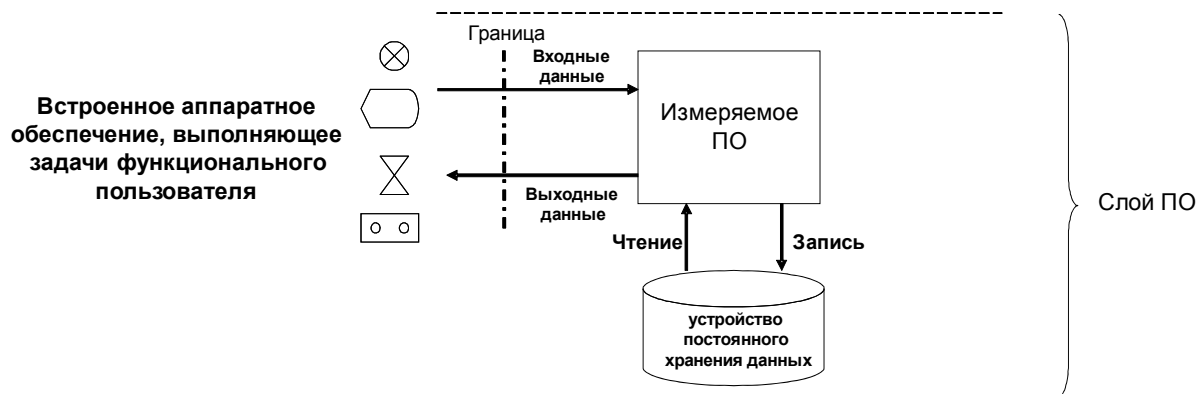 Граница
Входные
данные
Встроенное аппаратное
обеспечение, выполняющее
задачи функционального
пользователя
Измеряемое
ПО
Выходные
данные
Слой ПО
Чтение
Запись
устройство
постоянного
хранения данных